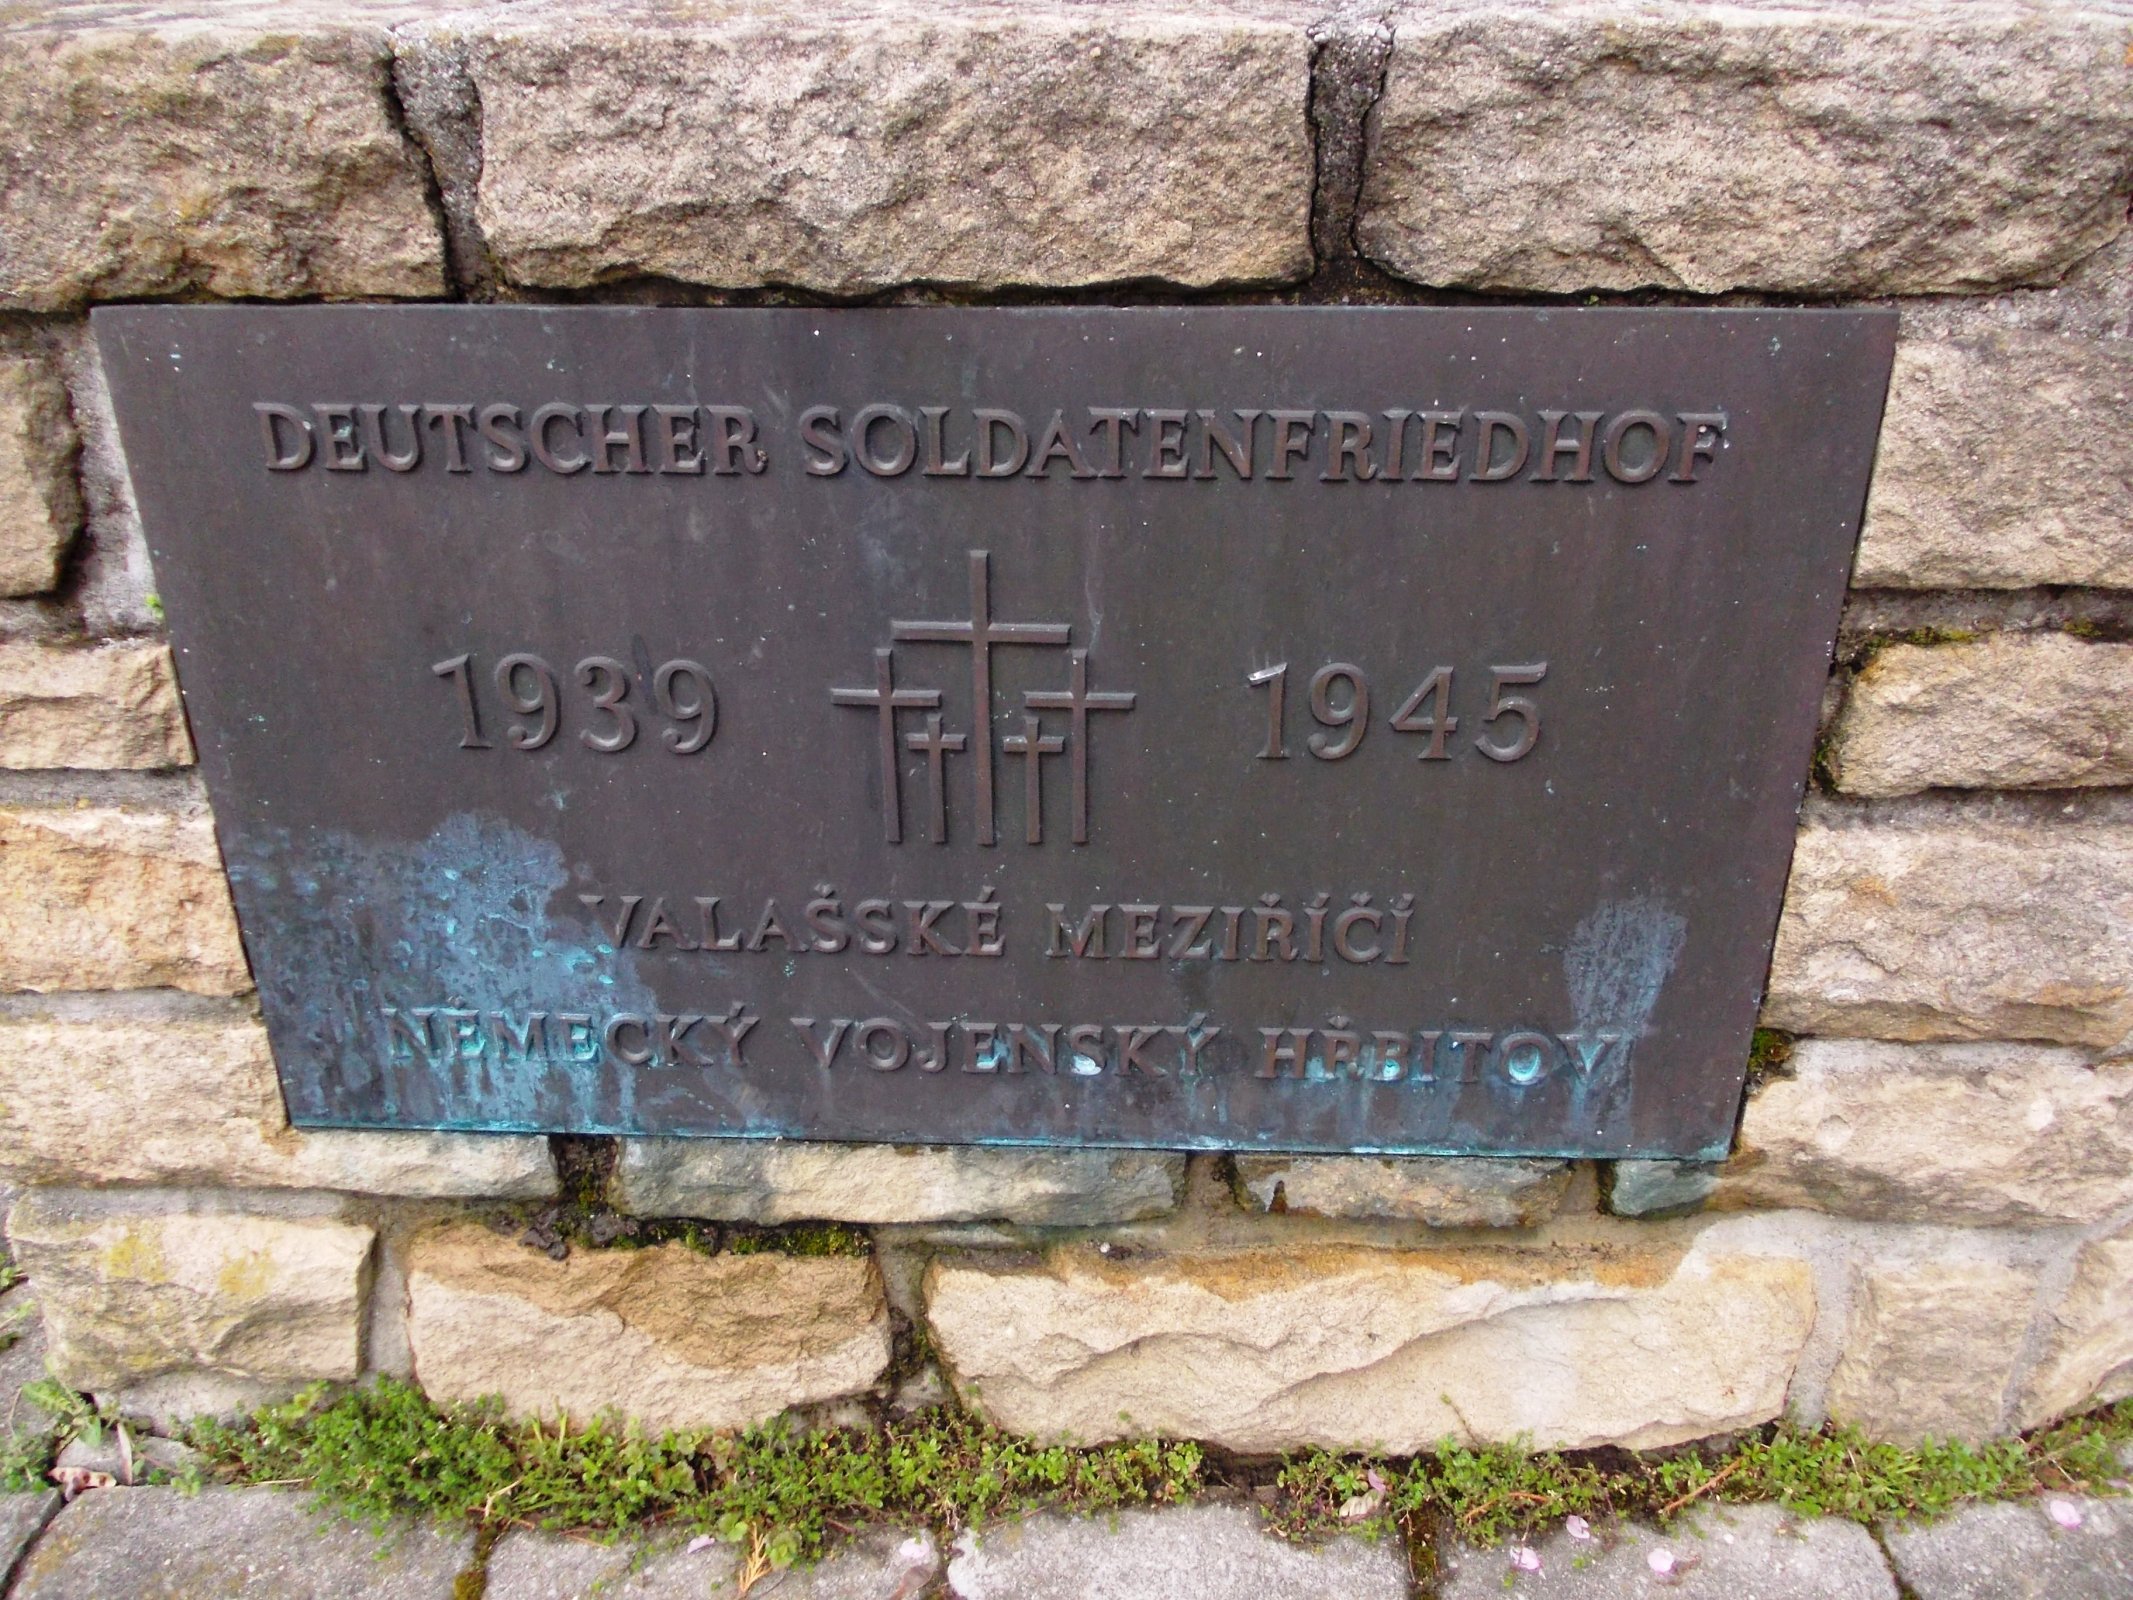 DEUTSCHER SOLDATENFRIEDHOF
1939 1945
VALAŠSKÉ MEZIŘÍČÍ
NĚMECKÝ VOJENSKÝ HŘBITOV